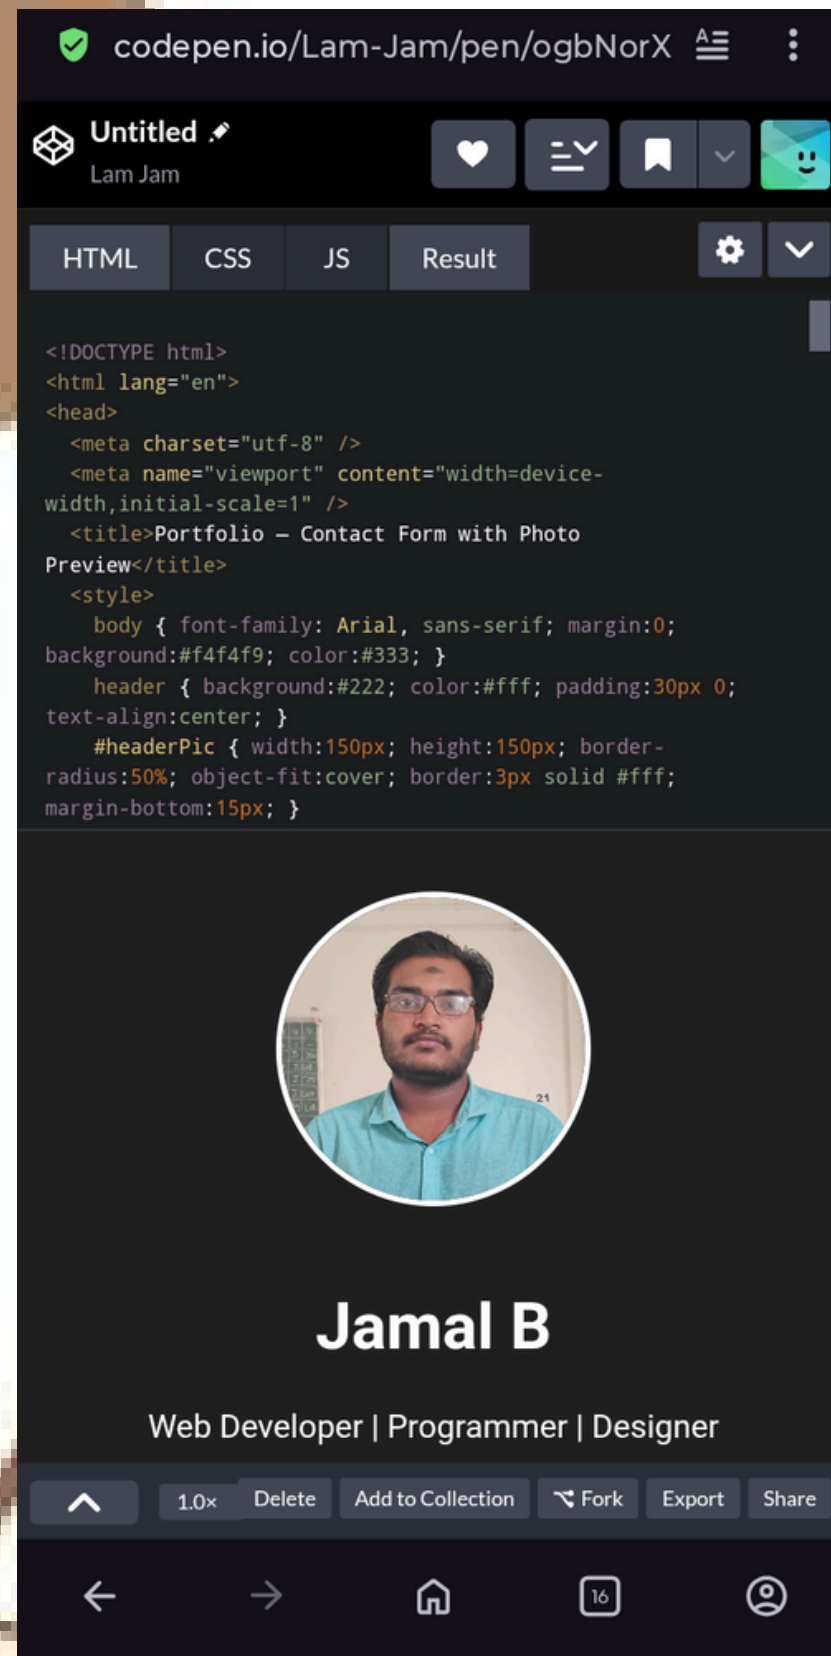 codepen.io/Lam-Jam/pen/ogbNorX
Untitled
Lam Jam
HTML CSS JS Result
<!DOCTYPE html>
<html lang="en">
<head>
<meta charset="utf-8" />
<meta name="viewport" content="width=device-
width,initial-scale=1" />
<title>Portfolio – Contact Form with Photo
Preview</title>
<style>
body { font-family: Arial, sans-serif; margin:0;
background:#f4f4f9; color:#333; }
header { background:#222; color:#fff; padding:30px 0;
text-align:center; }
#headerPic { width:150px; height:150px; border-
radius:50%; object-fit:cover; border:3px solid #fff;
margin-bottom:15px; }
21
Jamal B
Web Developer | Programmer | Designer
1.0× Delete Add to Collection Fork Export Share
16